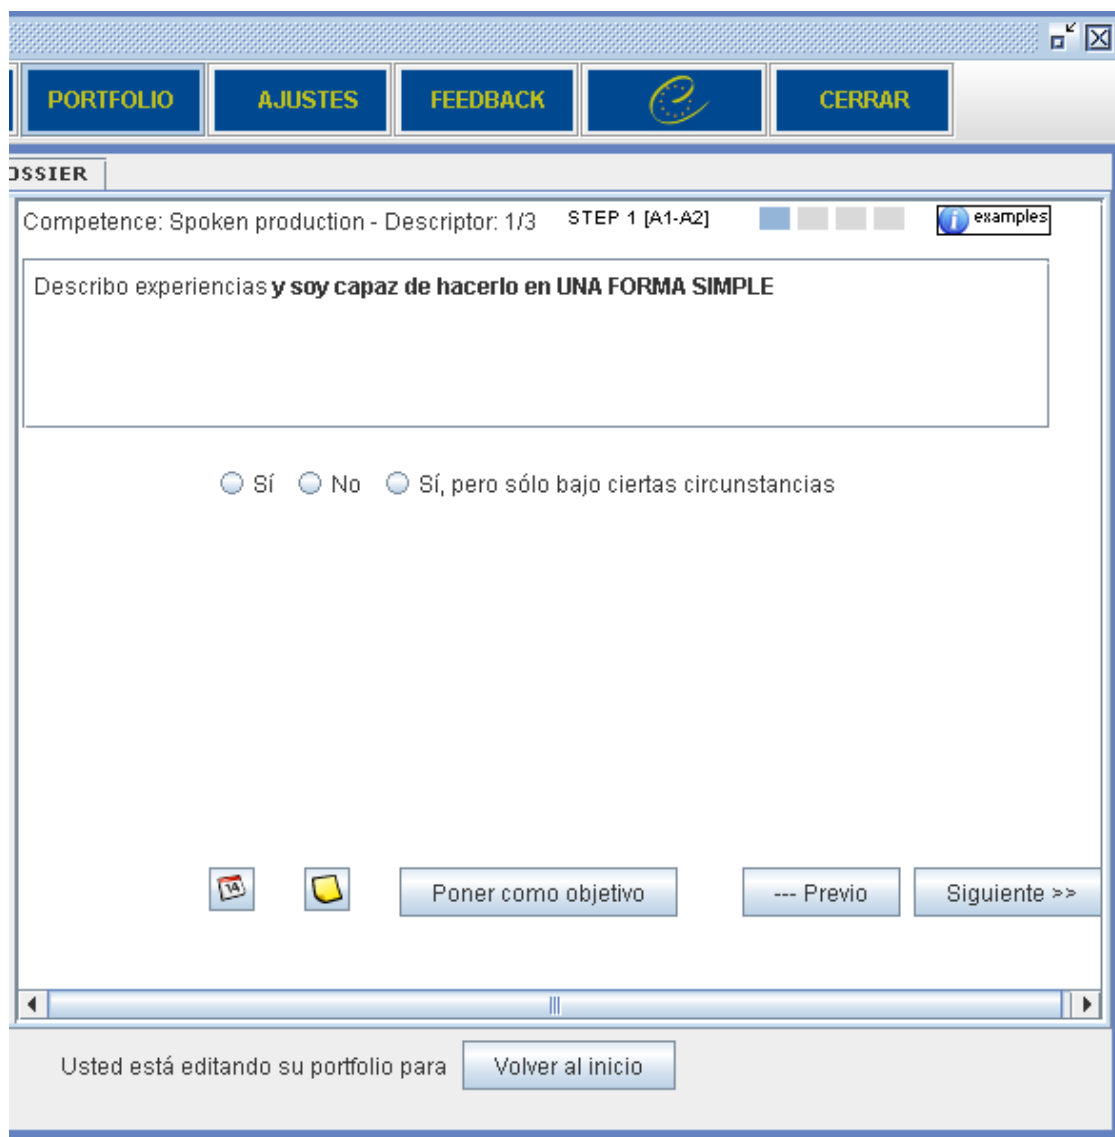 PORTFOLIO AJUSTES FEEDBACK CERRAR
OSSIER
Competence: Spoken production - Descriptor: 1/3 STEP 1 [A1-A2] examples
Describo experiencias y soy capaz de hacerlo en UNA FORMA SIMPLE
Sí No Sí, pero sólo bajo ciertas circunstancias
14 Poner como objetivo --- Previo Siguiente >>
Usted está editando su portfolio para Volver al inicio